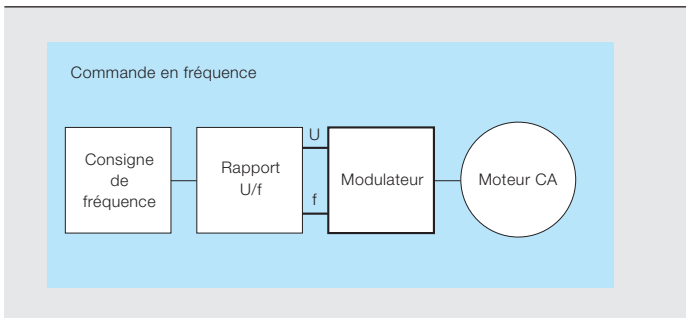 Commande en fréquence
Consigne
de
fréquence
Rapport
U/f
U
f
Modulateur
Moteur CA